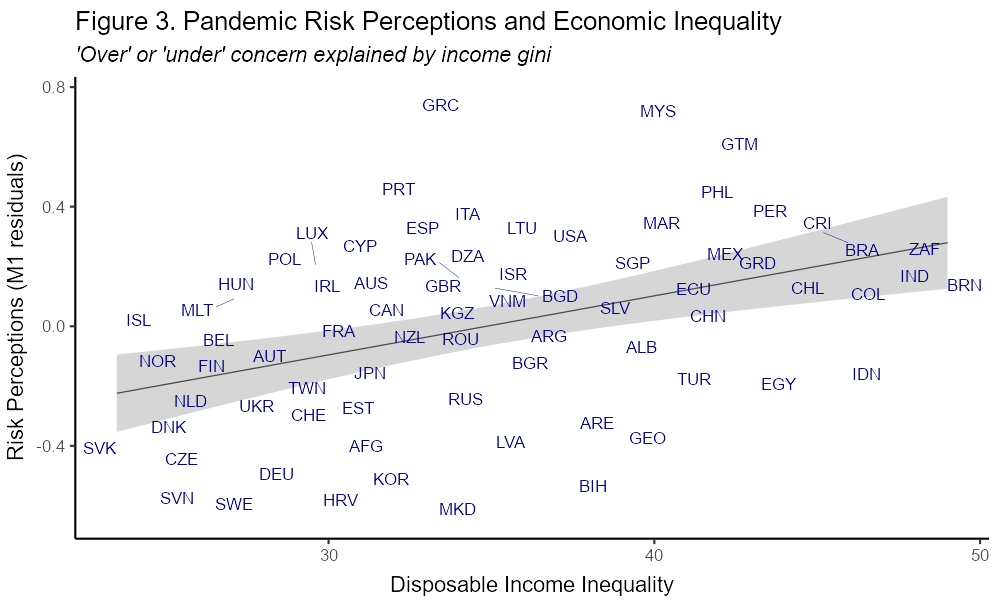 Figure 3. Pandemic Risk Perceptions and Economic Inequality
'Over' or 'under' concern explained by income gini
Risk Perceptions (M1 residuals)
0.8
0.4
0.0
-0.4
GRC
MYS
GTM
PRT
PHL
ITA
PER
ESP
LTU
MAR
CRI
LUX
USA
CYP
BRA
ZAF
POL
PAK
DZA
SGP
MEX
GRD
HUN
IRL
AUS
GBR
ISR
IND
BRN
MLT
CAN
VNM
BGD
ECU
CHL
COL
ISL
KGZ
SLV
CHN
BEL
FRA
NZL
ROU
ARG
ALB
NOR
FIN
AUT
BGR
JPN
TWN
TUR
EGY
IDN
NLD
UKR
CHE
EST
RUS
DNK
ARE
SVK
CZE
AFG
LVA
GEO
DEU
KOR
BIH
SVN
SWE
HRV
MKD
30
40
50
Disposable Income Inequality